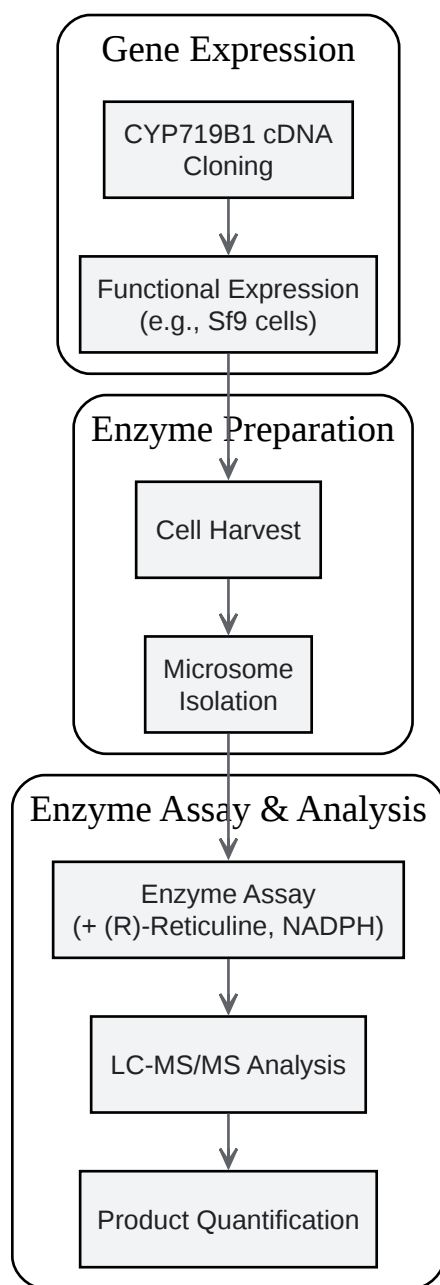 Gene Expression
CYP719B1 cDNA
Cloning
Functional Expression
(e.g., Sf9 cells)
Enzyme Preparation
Cell Harvest
Microsome
Isolation
Enzyme Assay & Analysis
Enzyme Assay
(+ (R)-Reticuline, NADPH)
LC-MS/MS Analysis
Product Quantification